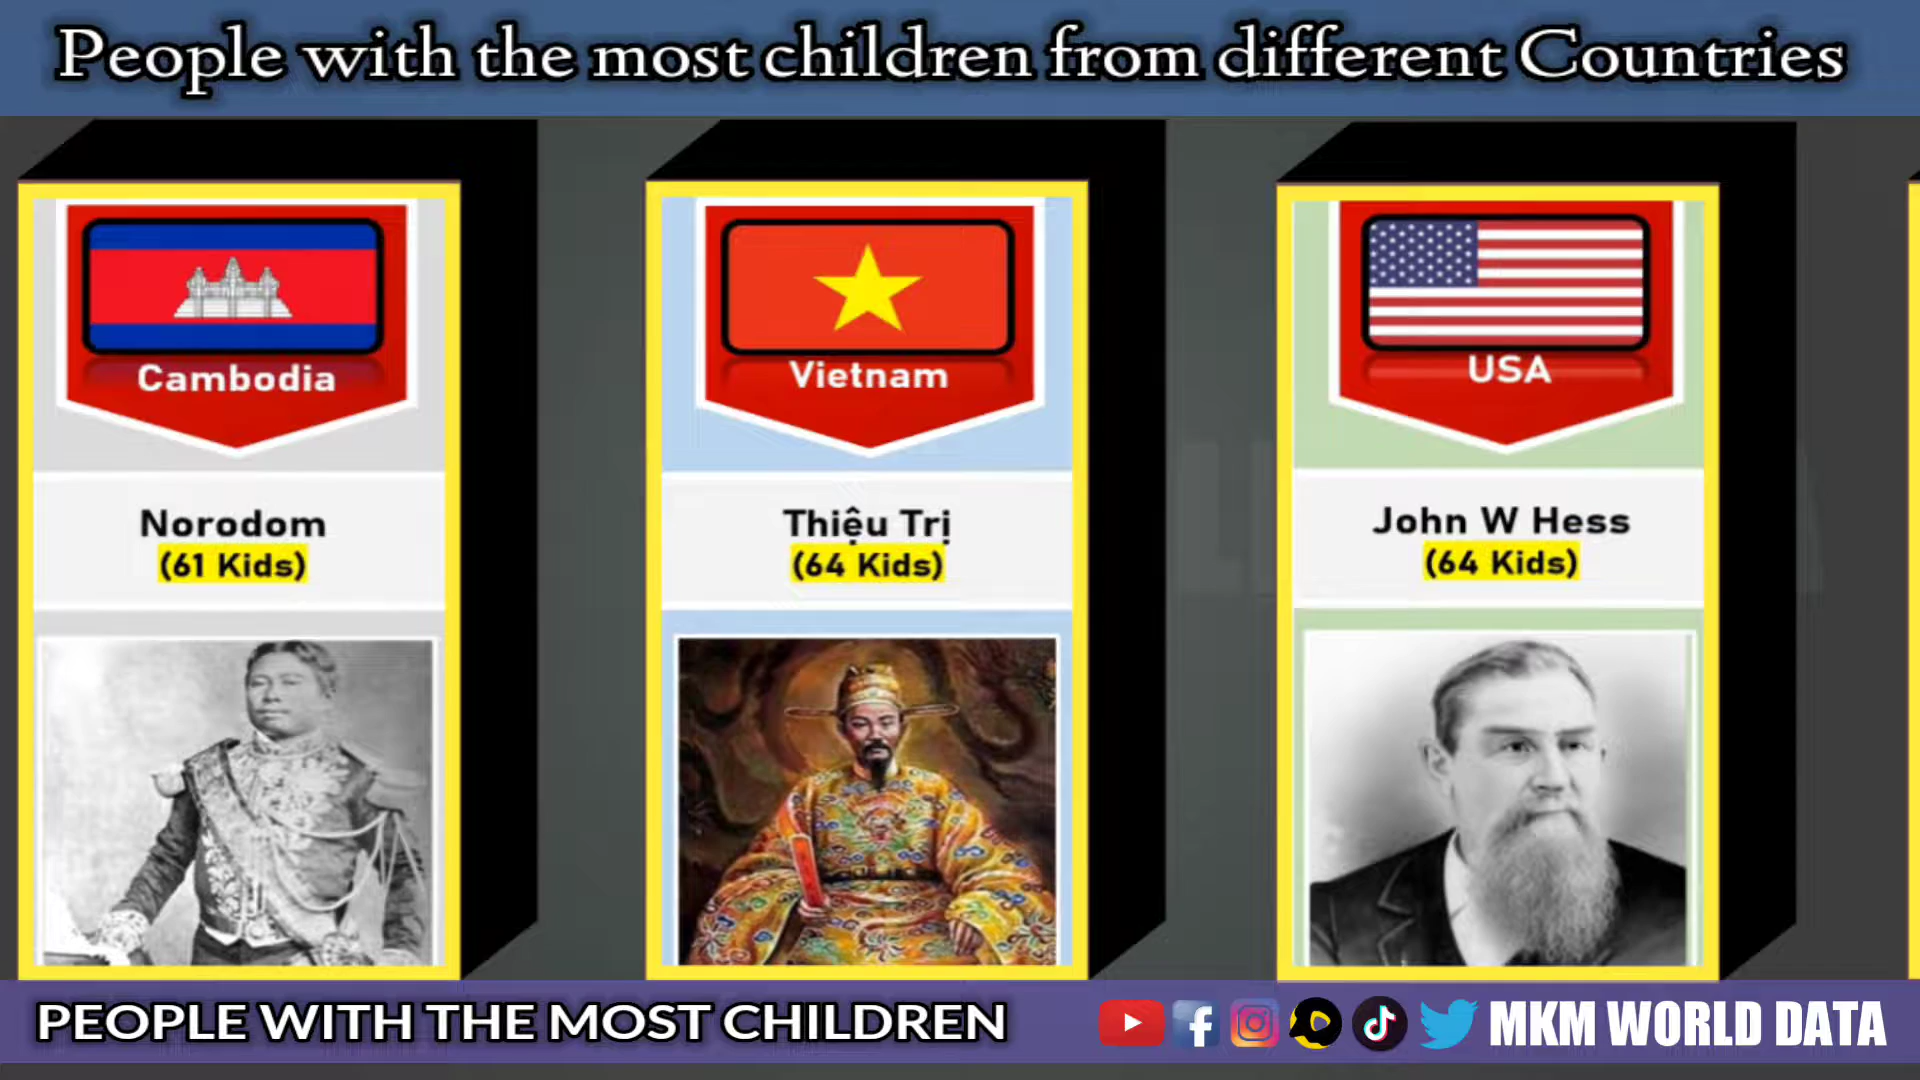 People with the most children from different Countries
Cambodia
Norodom
(61 Kids)
Vietnam
Thiệu Trị
(64 Kids)
USA
John W Hess
(64 Kids)
PEOPLE WITH THE MOST CHILDREN
MKM WORLD DATA